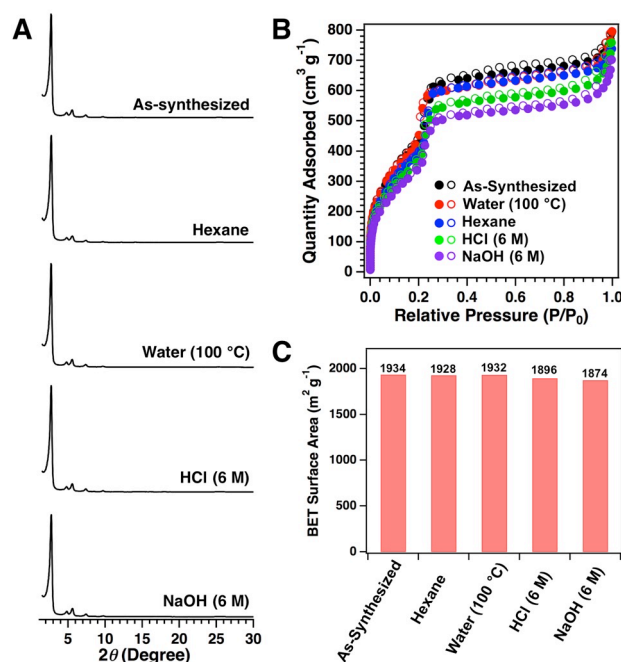 A
As-synthesized
Hexane
Water (100 °C)
HCl (6 M)
NaOH (6 M)
5 10 15 20 25 30
2θ (Degree)
B
Quantity Adsorbed (cm³ g⁻¹)
800
700
600
500
400
300
200
100
0
As-Synthesized
Water (100 °C)
Hexane
HCl (6 M)
NaOH (6 M)
0.0 0.2 0.4 0.6 0.8 1.0
Relative Pressure (P/P₀)
C
BET Surface Area (m² g⁻¹)
2000
1500
1000
500
0
1934 1928 1932 1896 1874
As-Synthesized
Hexane
Water (100 °C)
HCl (6 M)
NaOH (6 M)